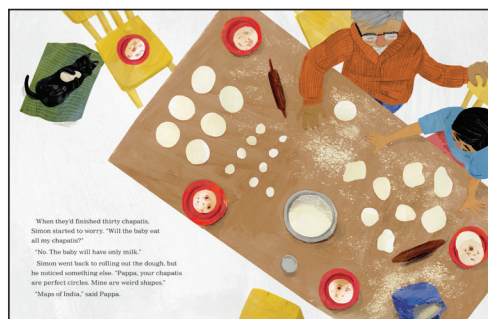 When they'd finished thirty chapatis,
Simon started to worry. "Will the baby eat
all my chapatis?"
"No. The baby will have only milk."
Simon went back to rolling out the dough, but
he noticed something else. "Pappa, your chapatis
are perfect circles. Mine are weird shapes."
"Maps of India," said Pappa.